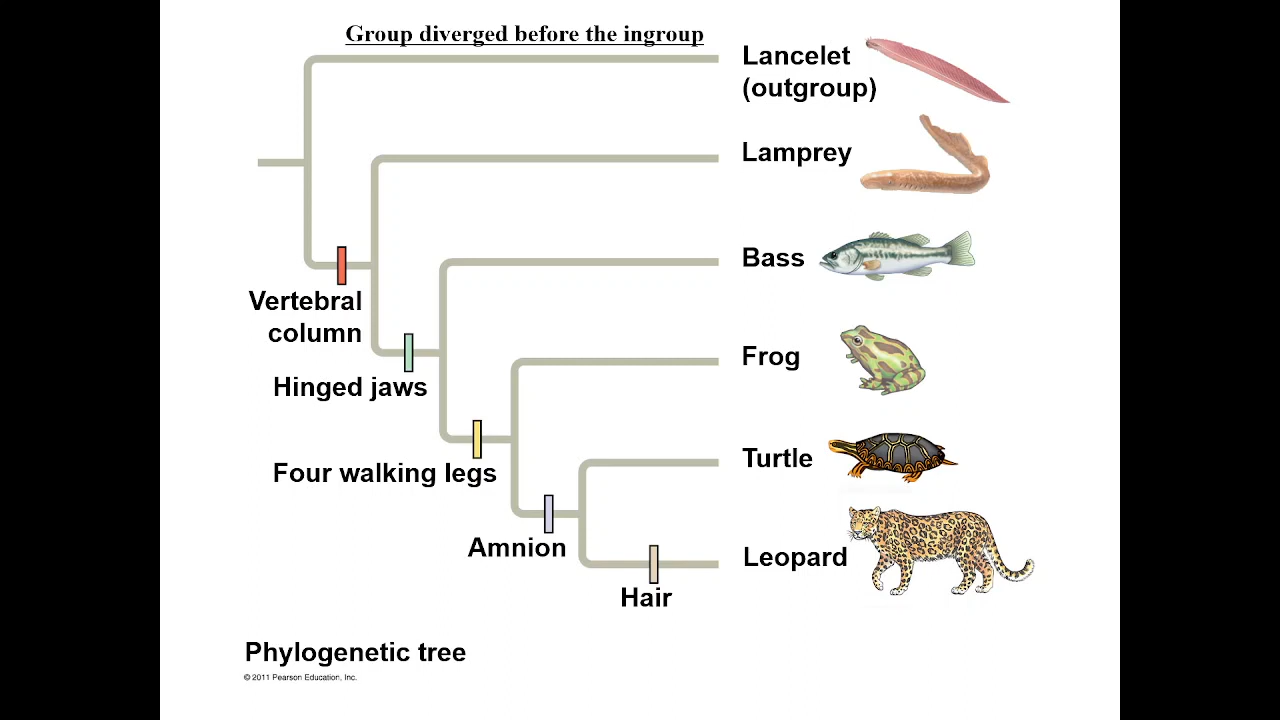 Group diverged before the ingroup
Lancelet
(outgroup)
Lamprey
Bass
Vertebral
column
Frog
Hinged jaws
Turtle
Four walking legs
Amnion
Leopard
Hair
Phylogenetic tree
© 2011 Pearson Education, Inc.